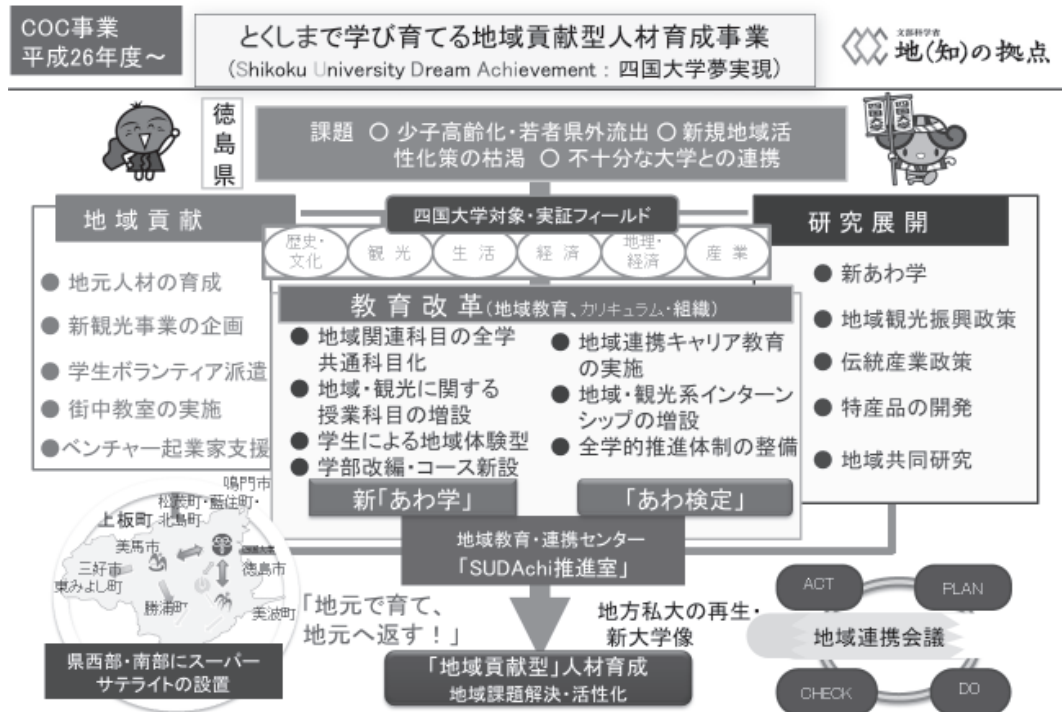 COC事業
平成26年度～
とくしまで学び育てる地域貢献型人材育成事業
(Shikoku University Dream Achievement : 四国大学夢実現)
文部科学省
地(知)の拠点
徳島県
課題 ○ 少子高齢化・若者県外流出 ○ 新規地域活
性化策の枯渇 ○ 不十分な大学との連携
四国大学
四国大学
地域貢献
● 地元人材の育成
● 新観光事業の企画
● 学生ボランティア派遣
● 街中教室の実施
● ベンチャー起業家支援
四国大学対象・実証フィールド
歴史・
文化
観光
生活
経済
地理・
経済
産業
教育改革(地域教育、カリキュラム・組織)
● 地域関連科目の全学
共通科目化
● 地域・観光に関する
授業科目の増設
● 学生による地域体験型
● 学部改編・コース新設
● 地域連携キャリア教育
の実施
● 地域・観光系インターン
シップの増設
● 全学的推進体制の整備
新「あわ学」
「あわ検定」
研究展開
● 新あわ学
● 地域観光振興政策
● 伝統産業政策
● 特産品の開発
● 地域共同研究
鳴門市
松茂町・藍住町・
北島町
上板町
美馬市
三好市
東みよし町
徳島市
勝浦町
美波町
県西部・南部にスーパー
サテライトの設置
地域教育・連携センター
「SUDAchi推進室」
「地元で育て、
地元へ返す！」
地方私大の再生・
新大学像
「地域貢献型」人材育成
地域課題解決・活性化
ACT
PLAN
地域連携会議
CHECK
DO